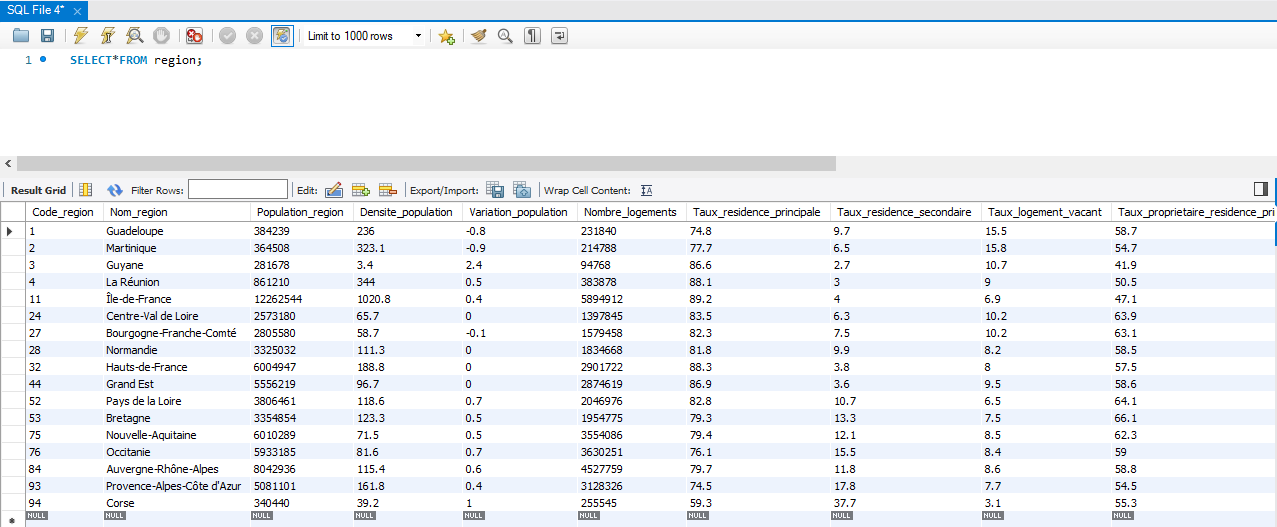 SQL File 4*
Limit to 1000 rows
1 SELECT*FROM region;
Result Grid Filter Rows: Edit: Export/Import: Wrap Cell Content:
Code_region Nom_region Population_region Densite_population Variation_population Nombre_logements Taux_residence_principale Taux_residence_secondaire Taux_logement_vacant Taux_proprietaire_residence_pri
1 Guadeloupe 384239 236 -0.8 231840 74.8 9.7 15.5 58.7
2 Martinique 364508 323.1 -0.9 214788 77.7 6.5 15.8 54.7
3 Guyane 281678 3.4 2.4 94768 86.6 2.7 10.7 41.9
4 La Réunion 861210 344 0.5 383878 88.1 3 9 50.5
11 Île-de-France 12262544 1020.8 0.4 5894912 89.2 4 6.9 47.1
24 Centre-Val de Loire 2573180 65.7 0 1397845 83.5 6.3 10.2 63.9
27 Bourgogne-Franche-Comté 2805580 58.7 -0.1 1579458 82.3 7.5 10.2 63.1
28 Normandie 3325032 111.3 0 1834668 81.8 9.9 8.2 58.5
32 Hauts-de-France 6004947 188.8 0 2901722 88.3 3.8 8 57.5
44 Grand Est 5556219 96.7 0 2874619 86.9 3.6 9.5 58.6
52 Pays de la Loire 3806461 118.6 0.7 2046976 82.8 10.7 6.5 64.1
53 Bretagne 3354854 123.3 0.5 1954775 79.3 13.3 7.5 66.1
75 Nouvelle-Aquitaine 6010289 71.5 0.5 3554086 79.4 12.1 8.5 62.3
76 Occitanie 5933185 81.6 0.7 3630251 76.1 15.5 8.4 59
84 Auvergne-Rhône-Alpes 8042936 115.4 0.6 4527759 79.7 11.8 8.6 58.8
93 Provence-Alpes-Côte d'Azur 5081101 161.8 0.4 3128326 74.5 17.8 7.7 54.5
94 Corse 340440 39.2 1 255545 59.3 37.7 3.1 55.3
NULL NULL NULL NULL NULL NULL NULL NULL NULL NULL